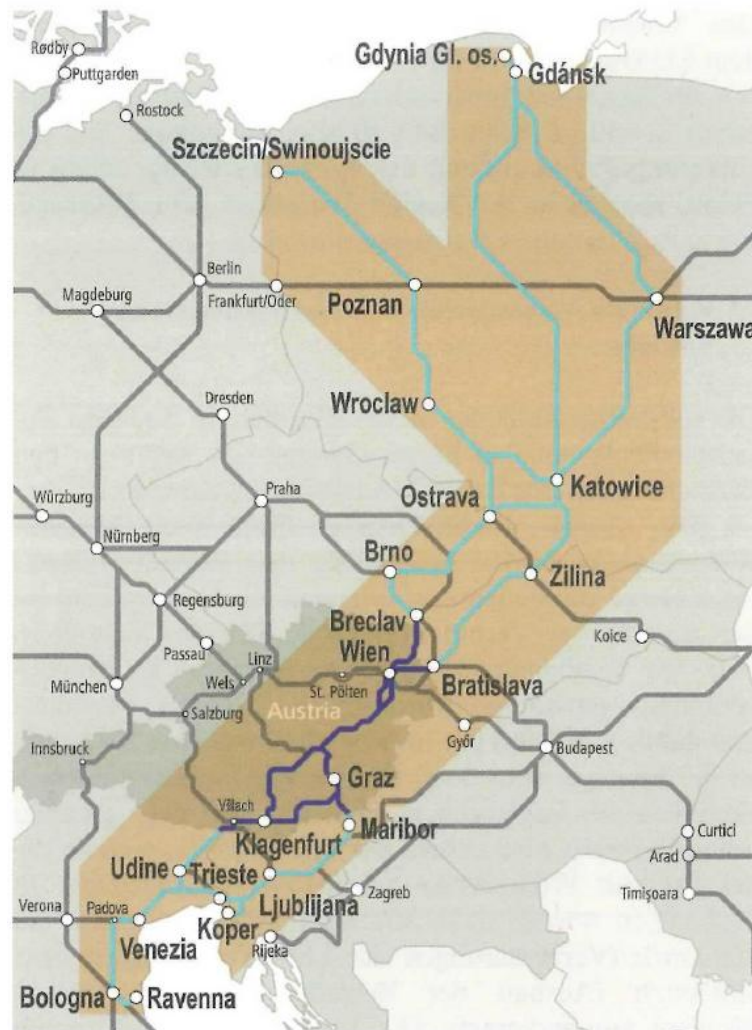 Rødby
Puttgarden
Rostock
Gdynia Gl. os.
Gdánsk
Szczecin/Swinoujscie
Berlin
Magdeburg
Frankfurt/Oder
Poznan
Warszawa
Dresden
Wroclaw
Praha
Würzburg
Nürnberg
Ostrava
Katowice
Brno
Zilina
Regensburg
Breclav
Koice
Passau
Linz
Wien
Wels
St. Pölten
Bratislava
München
Salzburg
Austria
Győr
Budapest
Innsbruck
Graz
Villach
Klagenfurt
Maribor
Curtici
Arad
Udine
Trieste
Ljublijana
Zagreb
Timişoara
Verona
Padova
Koper
Venezia
Rijeka
Bologna
Ravenna